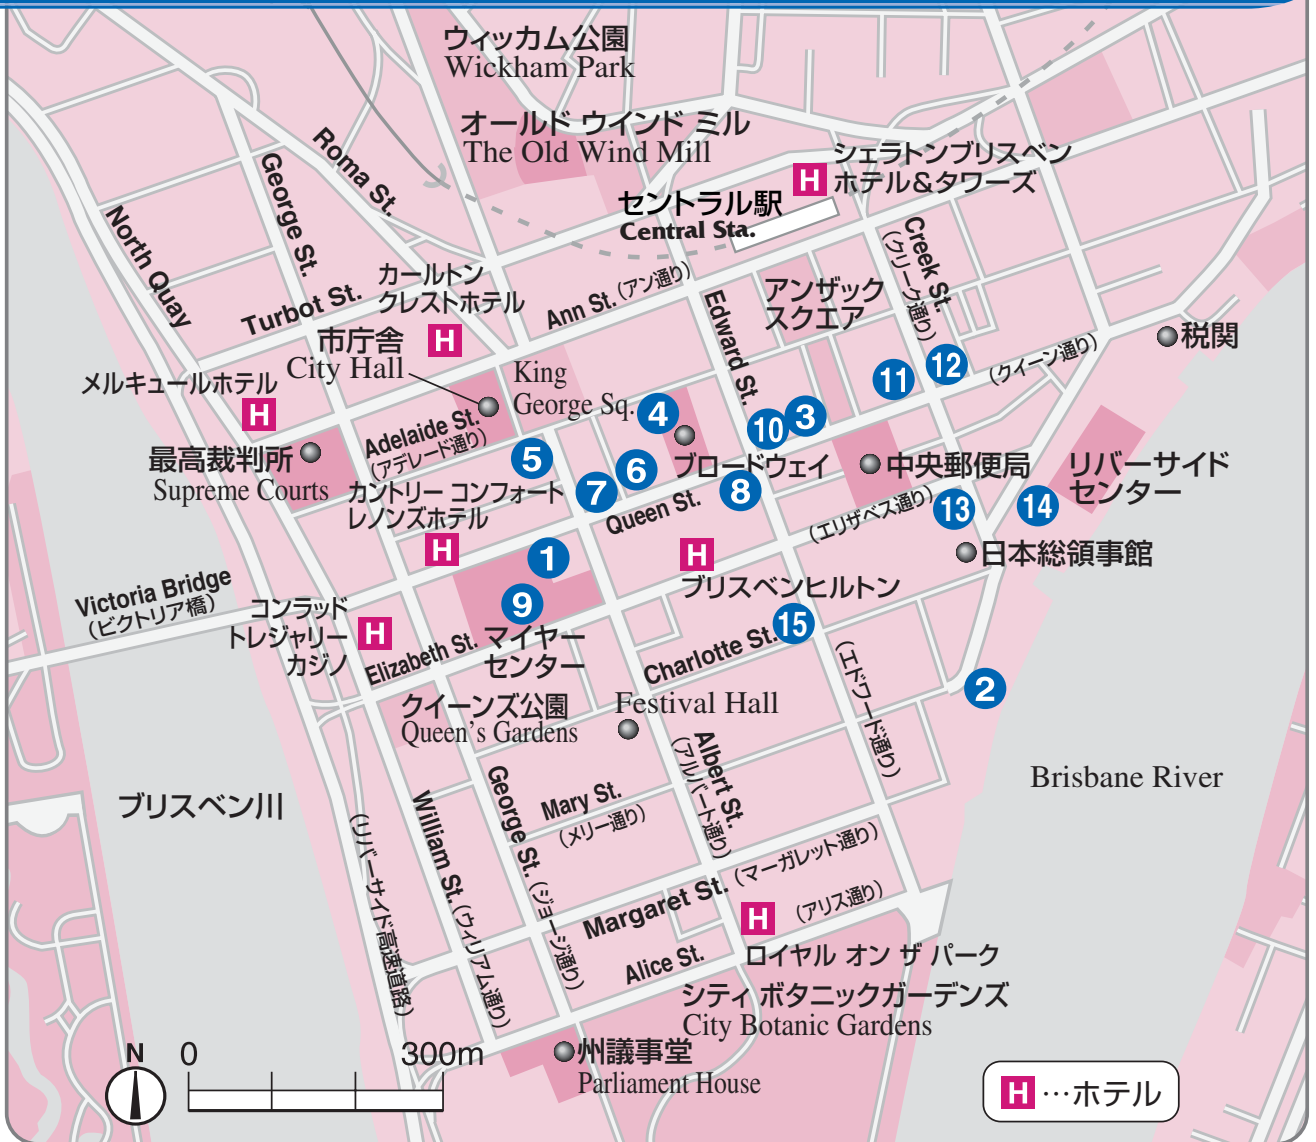 ウィッカム公園
Wickham Park
オールド ウインド ミル
The Old Wind Mill
シェラトンブリスベン
ホテル&タワーズ
H
セントラル駅
Central Sta.
Roma St.
George St.
North Quay
Turbot St.
カールトン
クレストホテル
H
Ann St. (アン通り)
Creek St.
(クリーク通り)
アンザック
スクエア
Edward St.
税関
(クイーン通り)
市庁舎
City Hall
King
George Sq.
メルキュールホテル
H
Adelaide St.
(アデレード通り)
最高裁判所
Supreme Courts
4
10
3
11
12
5
6
7
8
ブロードウェイ
中央郵便局
リバーサイド
センター
カントリー コンフォート
レノンズホテル
H
Queen St.
(エリザベス通り)
13
14
日本総領事館
1
9
H
ブリスベンヒルトン
Victoria Bridge
(ビクトリア橋)
コンラッド
トレジャリー
カジノ
H
Elizabeth St.
マイヤー
センター
Charlotte St.
15
(エドワード通り)
2
クイーンズ公園
Queen's Gardens
Festival Hall
Albert St.
(アルバート通り)
Brisbane River
ブリスベン川
George St. (ジョージ通り)
Mary St.
(メリー通り)
William St. (ウィリアム通り)
(リバーサイド高速道路)
Margaret St. (マーガレット通り)
H
(アリス通り)
Alice St.
ロイヤル オン ザ パーク
シティ ボタニックガーデンズ
City Botanic Gardens
州議事堂
Parliament House
N
0
300m
H…ホテル